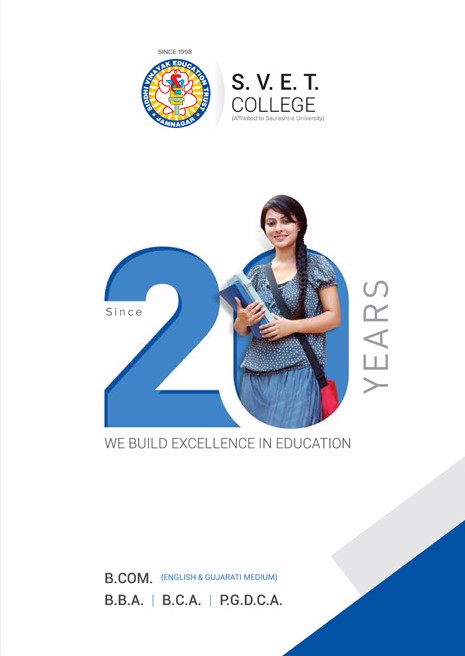 SINCE 1998
SIDDHI VINAYAK EDUCATION TRUST
JAMNAGAR
S. V. E. T.
COLLEGE
(Affiliated to Saurashtra University)
Since
20
YEARS
WE BUILD EXCELLENCE IN EDUCATION
B.COM. (ENGLISH & GUJARATI MEDIUM)
B.B.A. | B.C.A. | P.G.D.C.A.